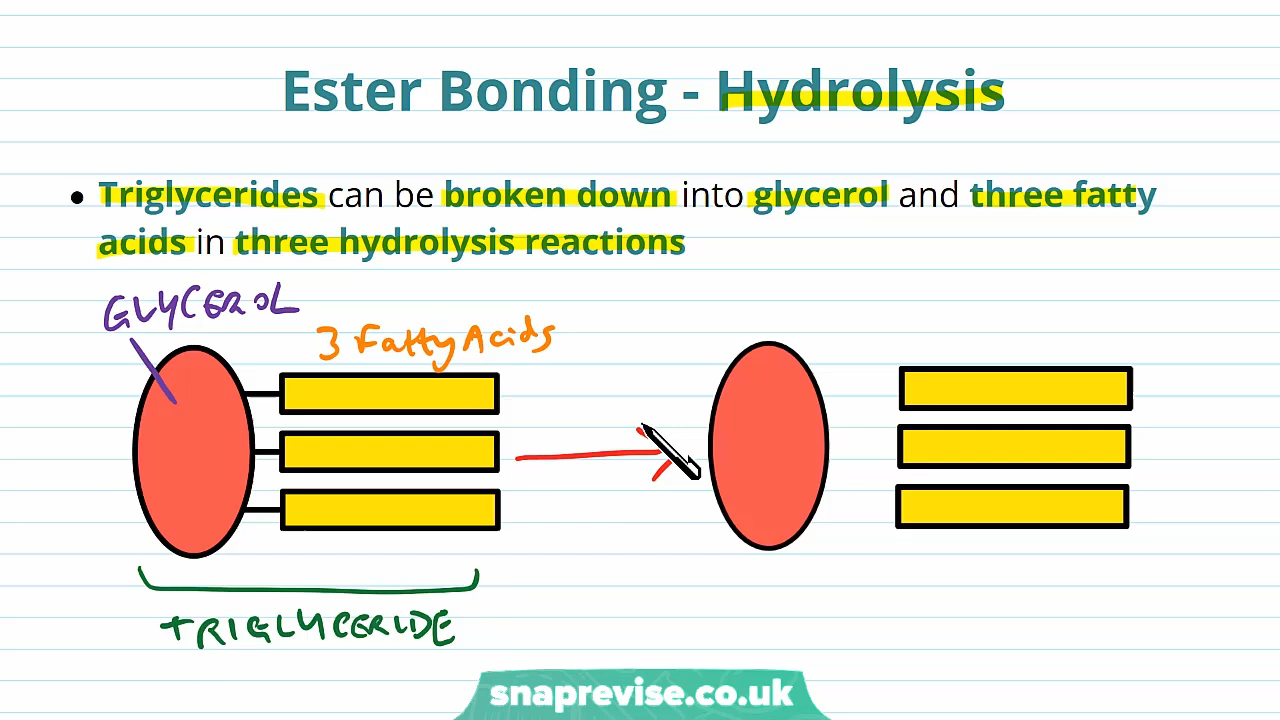 Ester Bonding - Hydrolysis
• Triglycerides can be broken down into glycerol and three fatty
acids in three hydrolysis reactions
GLYCEROL
3 Fatty Acids
TRIGLYCERIDE
snaprevise.co.uk